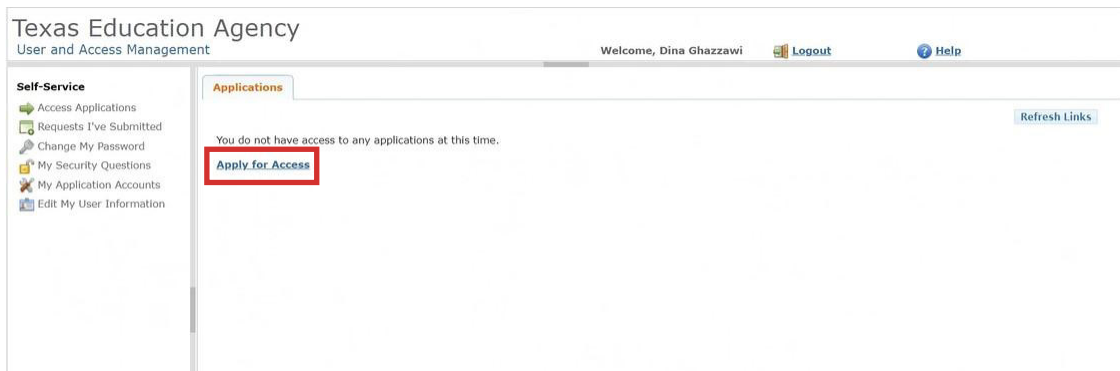 Texas Education Agency
User and Access Management
Welcome, Dina Ghazzawi
Logout
Help
Self-Service
Access Applications
Requests I've Submitted
Change My Password
My Security Questions
My Application Accounts
Edit My User Information
Applications
Refresh Links
You do not have access to any applications at this time.
Apply for Access